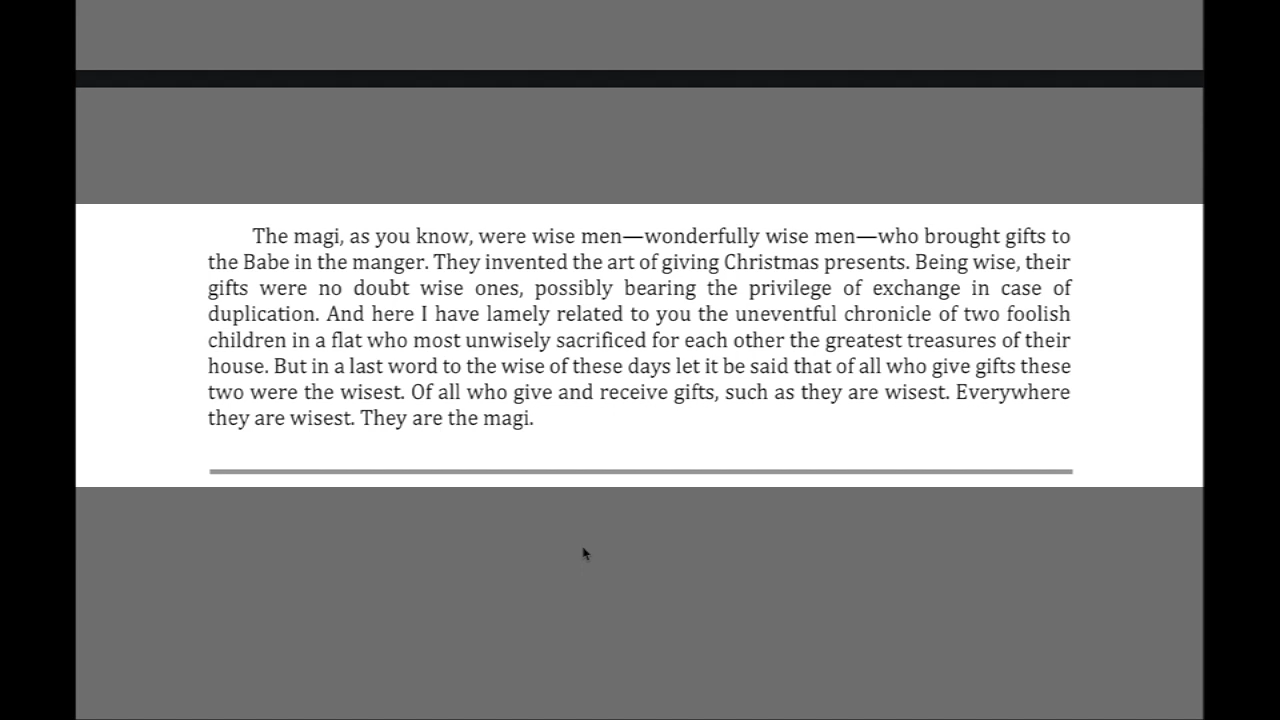 The magi, as you know, were wise men—wonderfully wise men—who brought gifts to
the Babe in the manger. They invented the art of giving Christmas presents. Being wise, their
gifts were no doubt wise ones, possibly bearing the privilege of exchange in case of
duplication. And here I have lamely related to you the uneventful chronicle of two foolish
children in a flat who most unwisely sacrificed for each other the greatest treasures of their
house. But in a last word to the wise of these days let it be said that of all who give gifts these
two were the wisest. Of all who give and receive gifts, such as they are wisest. Everywhere
they are wisest. They are the magi.